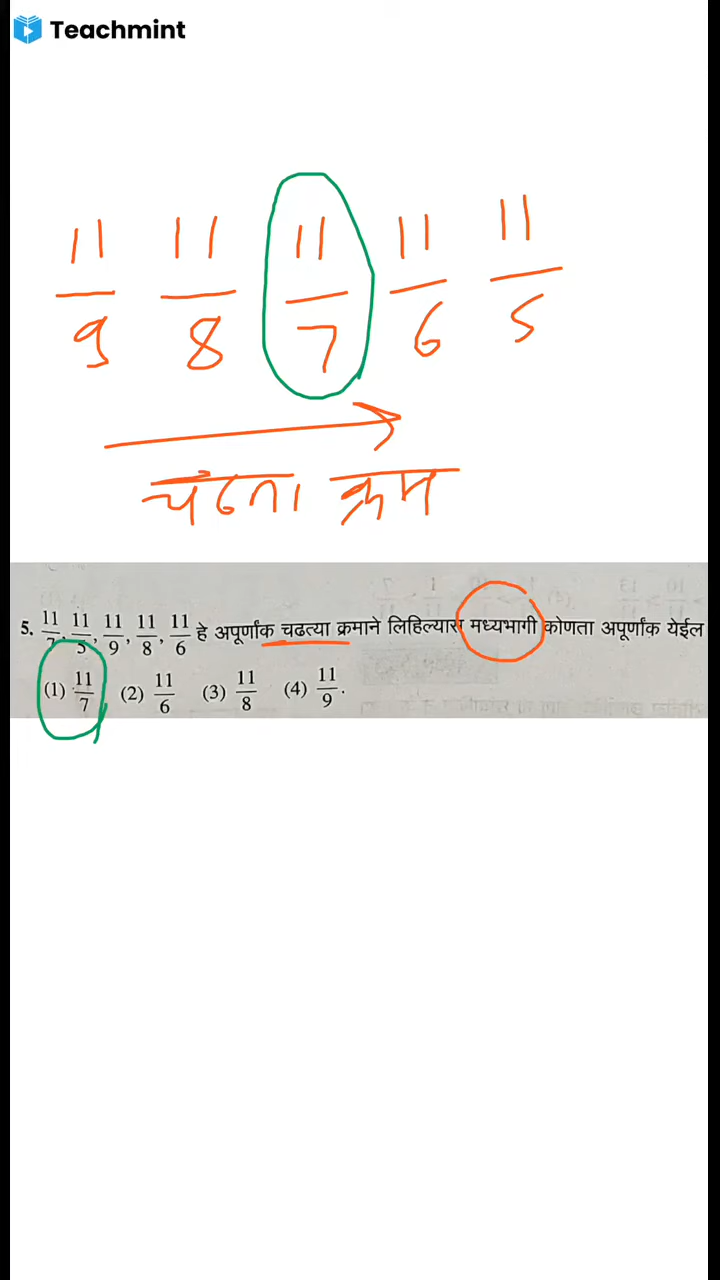 Teachmint
11/9 11/8 11/7 11/6 11/5
चढता क्रम
5. 11/7, 11/5, 11/9, 11/8, 11/6 हे अपूर्णांक चढत्या क्रमाने लिहिल्यास मध्यभागी कोणता अपूर्णांक येईल
(1) 11/7 (2) 11/6 (3) 11/8 (4) 11/9.